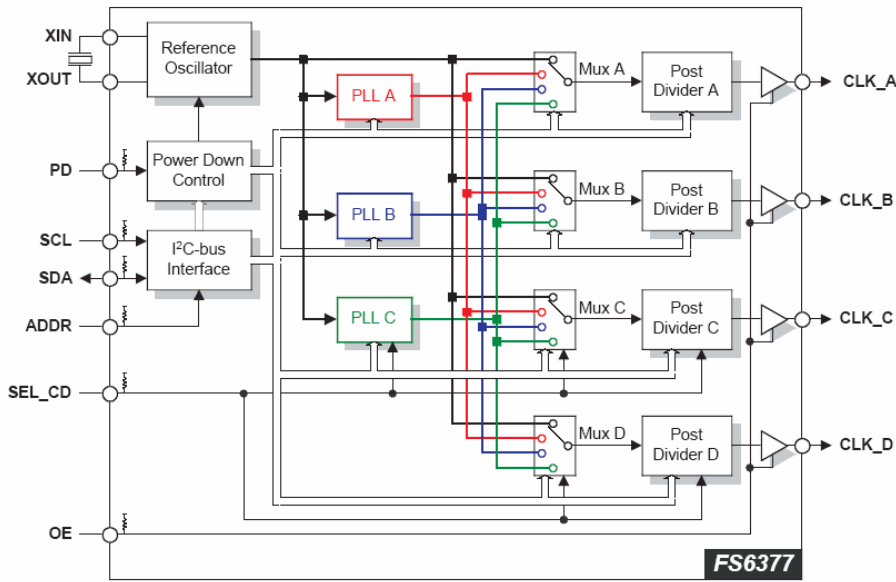 XIN
XOUT
Reference
Oscillator
PLL A
Mux A
Post
Divider A
CLK_A
PD
Power Down
Control
PLL B
Mux B
Post
Divider B
CLK_B
SCL
SDA
I²C-bus
Interface
ADDR
PLL C
Mux C
Post
Divider C
CLK_C
SEL_CD
Mux D
Post
Divider D
CLK_D
OE
FS6377